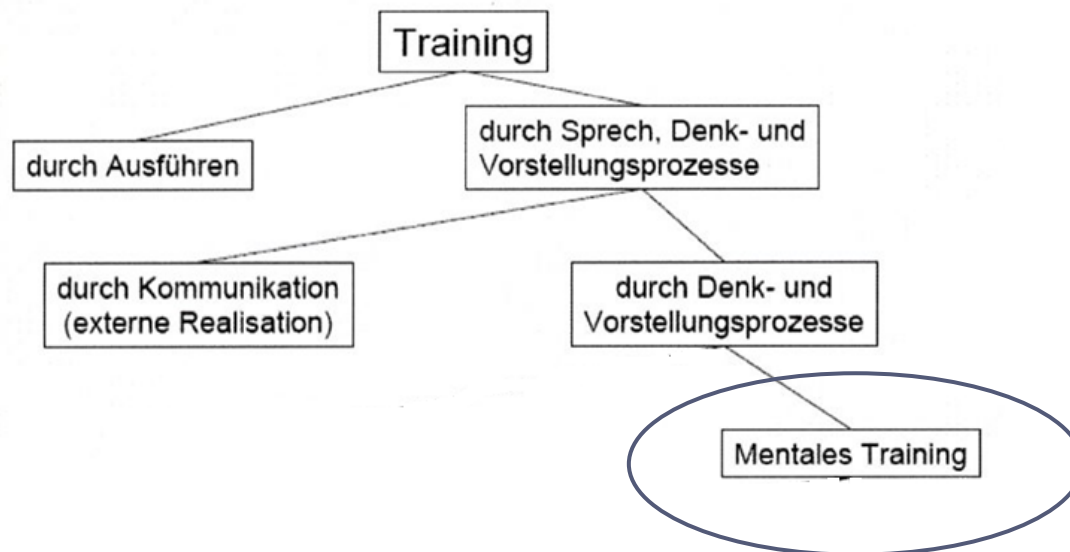 Training
durch Ausführen
durch Sprech, Denk- und
Vorstellungsprozesse
durch Kommunikation
(externe Realisation)
durch Denk- und
Vorstellungsprozesse
Mentales Training